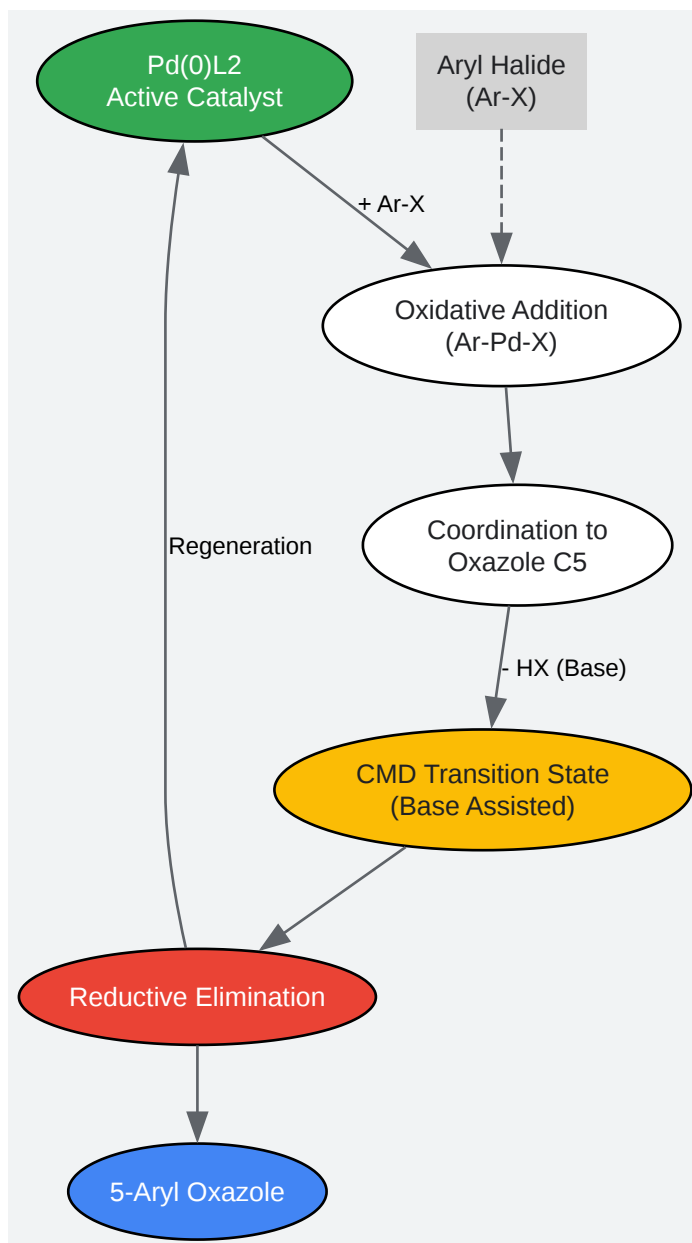 Pd(0)L2
Active Catalyst
Aryl Halide
(Ar-X)
+ Ar-X
Oxidative Addition
(Ar-Pd-X)
Coordination to
Oxazole C5
Regeneration
- HX (Base)
CMD Transition State
(Base Assisted)
Reductive Elimination
5-Aryl Oxazole